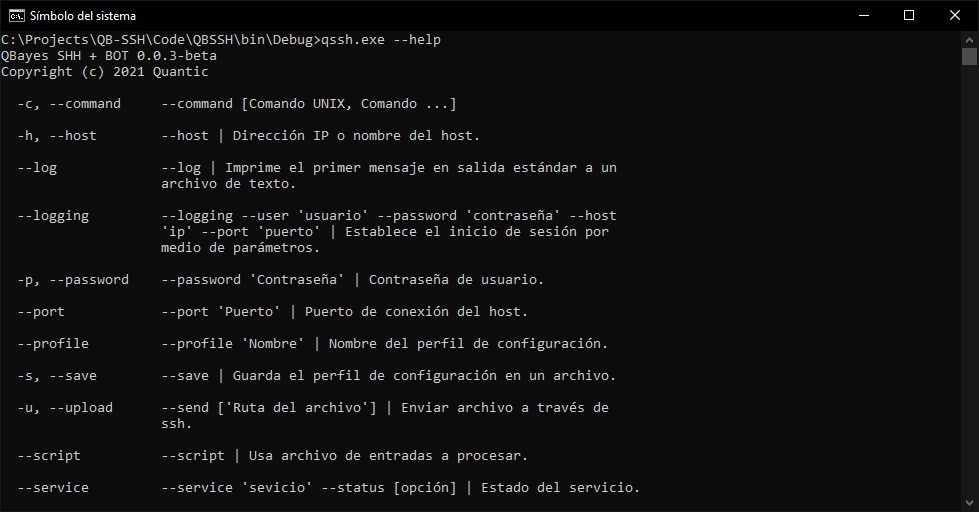 Símbolo del sistema
C:\Projects\QB-SSH\Code\QBSSH\bin\Debug>qssh.exe --help
QBayes SHH + BOT 0.0.3-beta
Copyright (c) 2021 Quantic
-c, --command --command [Comando UNIX, Comando ...]
-h, --host --host | Dirección IP o nombre del host.
--log --log | Imprime el primer mensaje en salida estándar a un
archivo de texto.
--logging --logging --user 'usuario' --password 'contraseña' --host
'ip' --port 'puerto' | Establece el inicio de sesión por
medio de parámetros.
-p, --password --password 'Contraseña' | Contraseña de usuario.
--port --port 'Puerto' | Puerto de conexión del host.
--profile --profile 'Nombre' | Nombre del perfil de configuración.
-s, --save --save | Guarda el perfil de configuración en un archivo.
-u, --upload --send ['Ruta del archivo'] | Enviar archivo a través de
ssh.
--script --script | Usa archivo de entradas a procesar.
--service --service 'sevicio' --status [opción] | Estado del servicio.